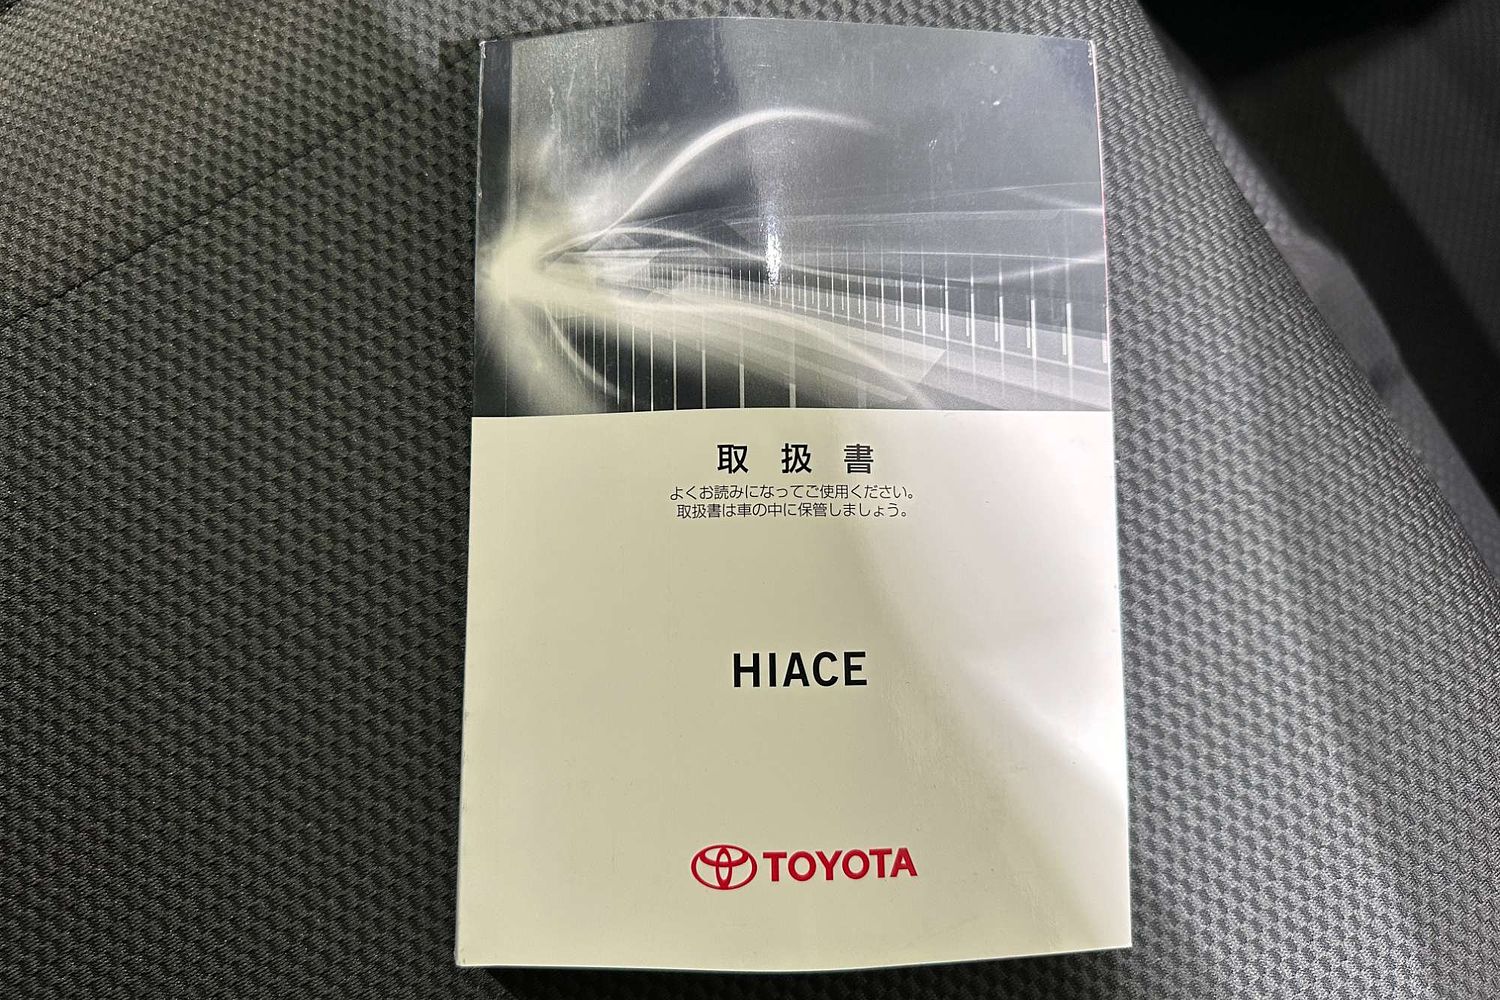 取扱書
よくお読みになってご使用ください。
取扱書は車の中に保管しましょう。
HIACE
TOYOTA